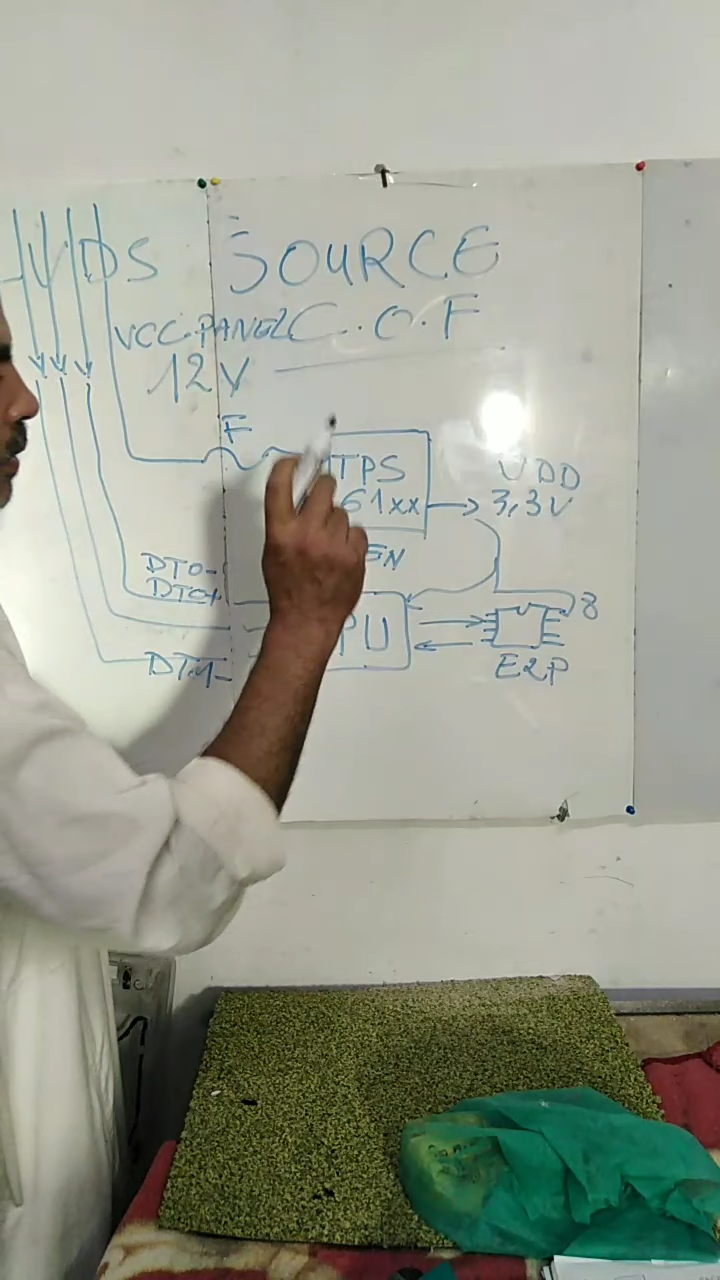 LVDS SOURCE
VCC-PANEL C.O.F
12V
F
TPS
61xx
VDD
3,3V
EN
DT0-
DT0+
PU
8
DT1-
E2P